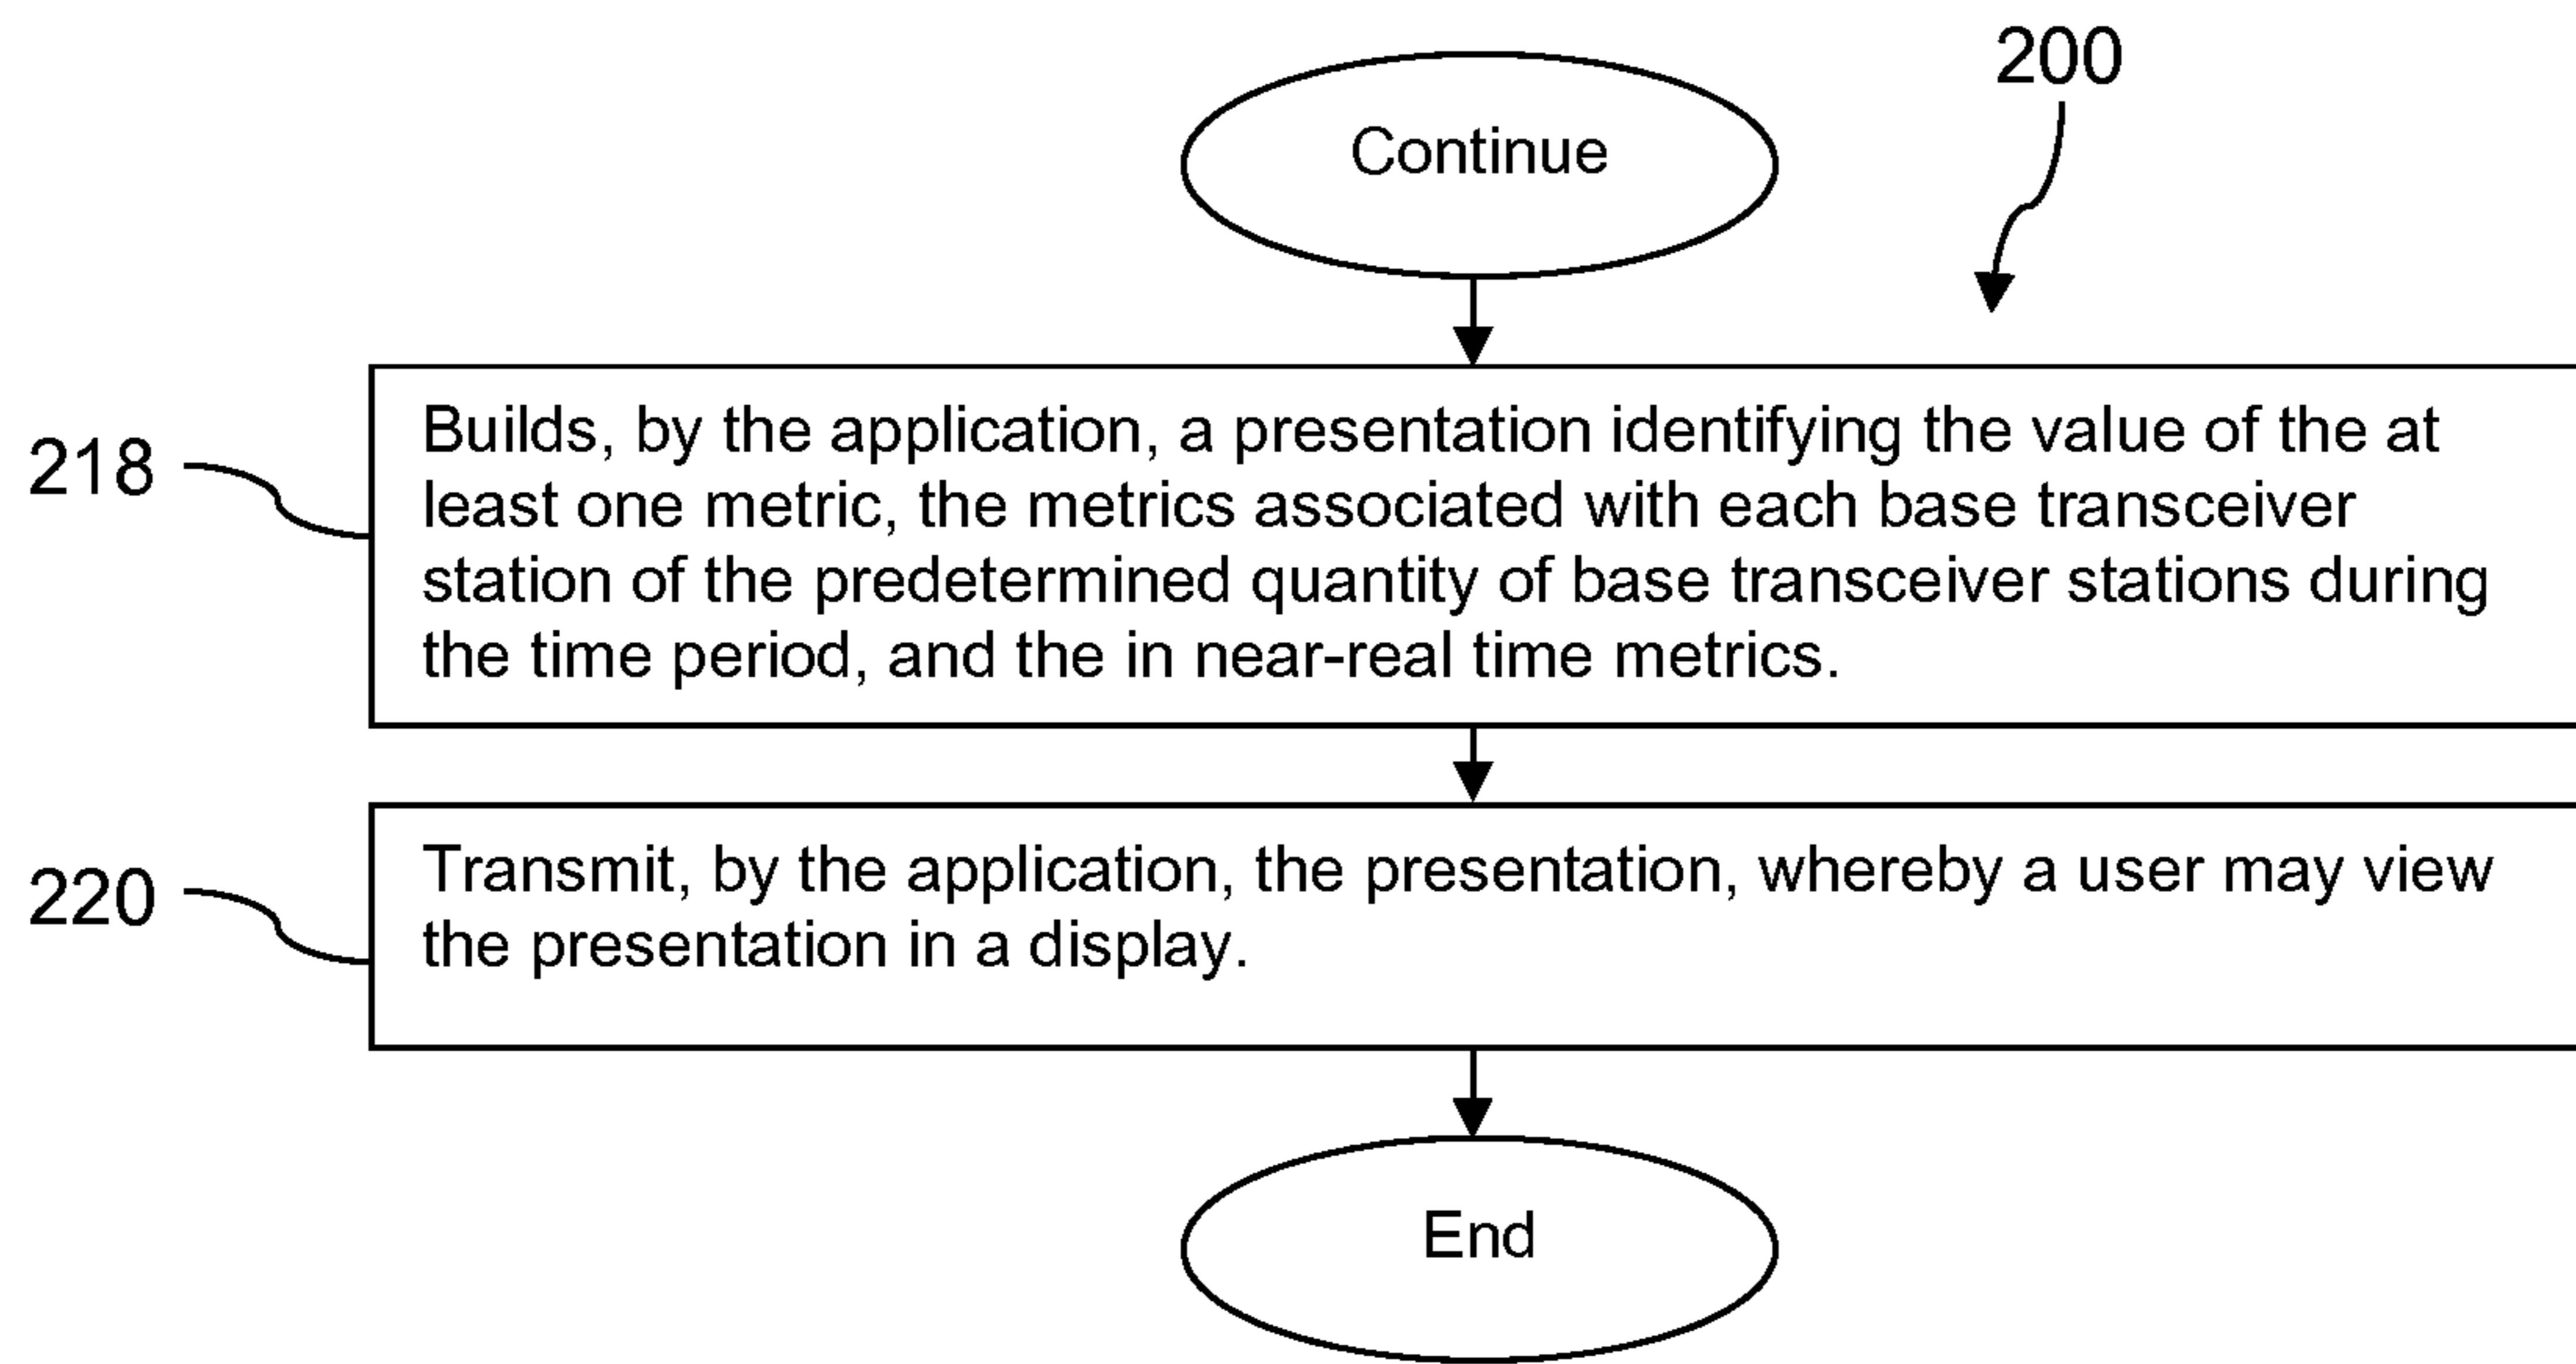 200
Continue
218
Builds, by the application, a presentation identifying the value of the at
least one metric, the metrics associated with each base transceiver
station of the predetermined quantity of base transceiver stations during
the time period, and the in near-real time metrics.
220
Transmit, by the application, the presentation, whereby a user may view
the presentation in a display.
End